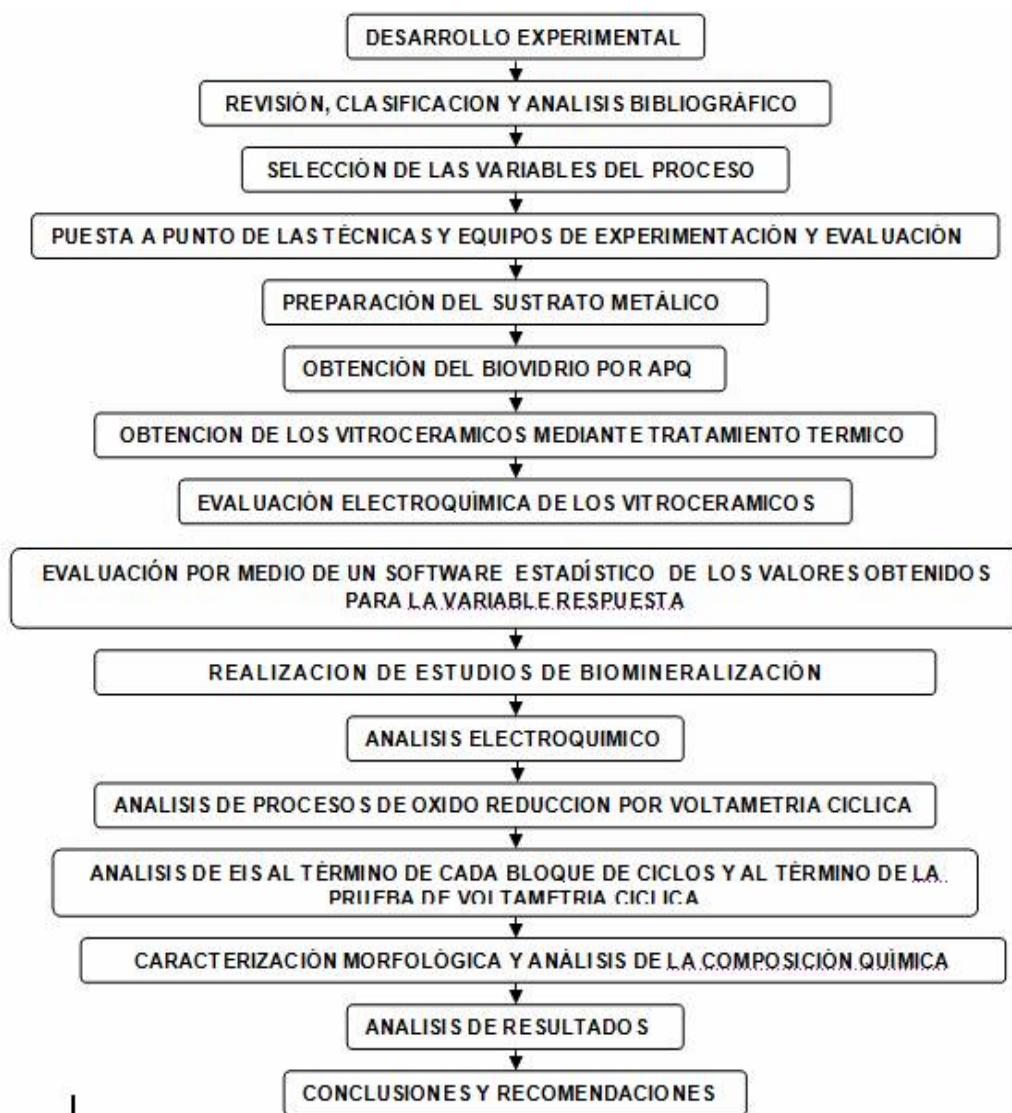 DESARROLLO EXPERIMENTAL
REVISIÓN, CLASIFICACION Y ANALISIS BIBLIOGRÁFICO
SELECCIÓN DE LAS VARIABLES DEL PROCESO
PUESTA A PUNTO DE LAS TÉCNICAS Y EQUIPOS DE EXPERIMENTACIÓN Y EVALUACIÓN
PREPARACIÓN DEL SUSTRATO METÁLICO
OBTENCIÓN DEL BIOVIDRIO POR APQ
OBTENCION DE LOS VITROCERAMICOS MEDIANTE TRATAMIENTO TERMICO
EVALUACIÓN ELECTROQUÍMICA DE LOS VITROCERAMICOS
EVALUACIÓN POR MEDIO DE UN SOFTWARE ESTADÍSTICO DE LOS VALORES OBTENIDOS
PARA LA VARIABLE RESPUESTA
REALIZACION DE ESTUDIOS DE BIOMINERALIZACIÓN
ANALISIS ELECTROQUIMICO
ANALISIS DE PROCESOS DE OXIDO REDUCCION POR VOLTAMETRIA CICLICA
ANALISIS DE EIS AL TÉRMINO DE CADA BLOQUE DE CICLOS Y AL TÉRMINO DE LA
PRUEBA DE VOLTAMETRIA CICLICA
CARACTERIZACIÓN MORFOLÓGICA Y ANÁLISIS DE LA COMPOSICIÓN QUÍMICA
ANALISIS DE RESULTADOS
CONCLUSIONES Y RECOMENDACIONES